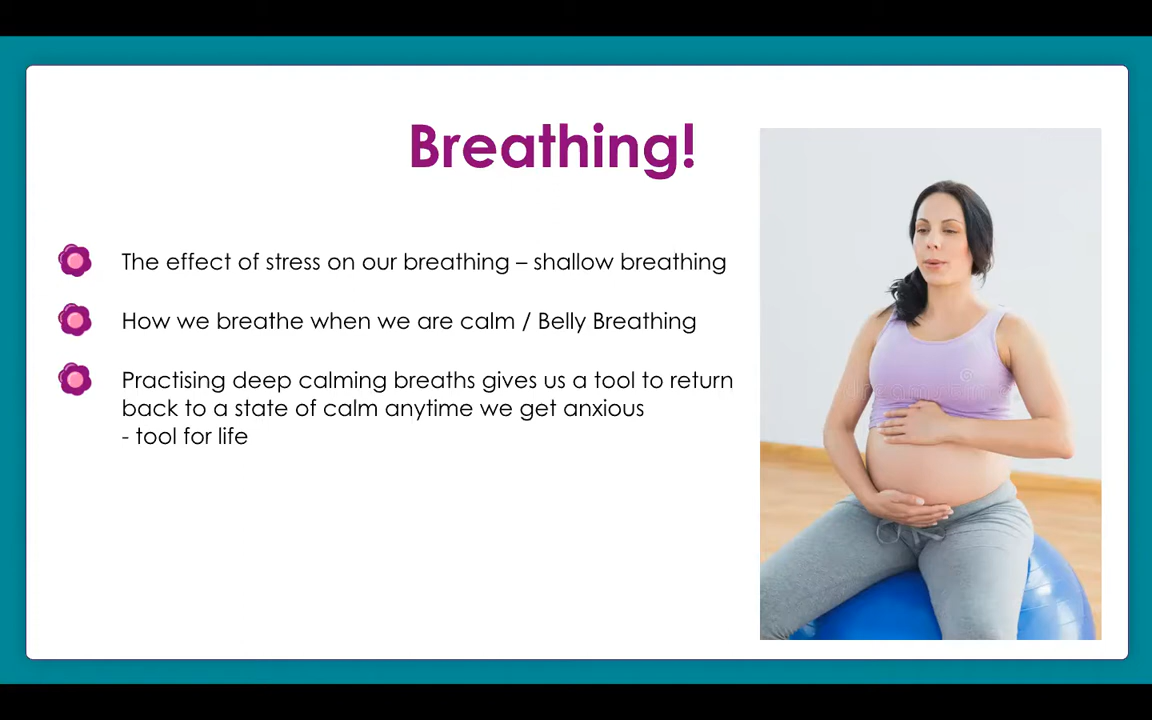 Breathing!
The effect of stress on our breathing – shallow breathing
How we breathe when we are calm / Belly Breathing
Practising deep calming breaths gives us a tool to return
back to a state of calm anytime we get anxious
- tool for life